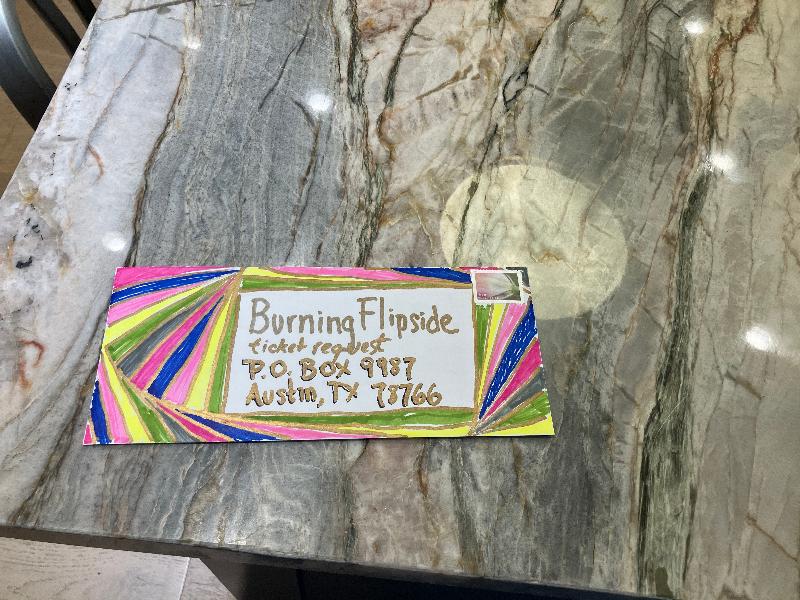 Burning Flipside
ticket request
P.O. Box 9987
Austin, TX 78766